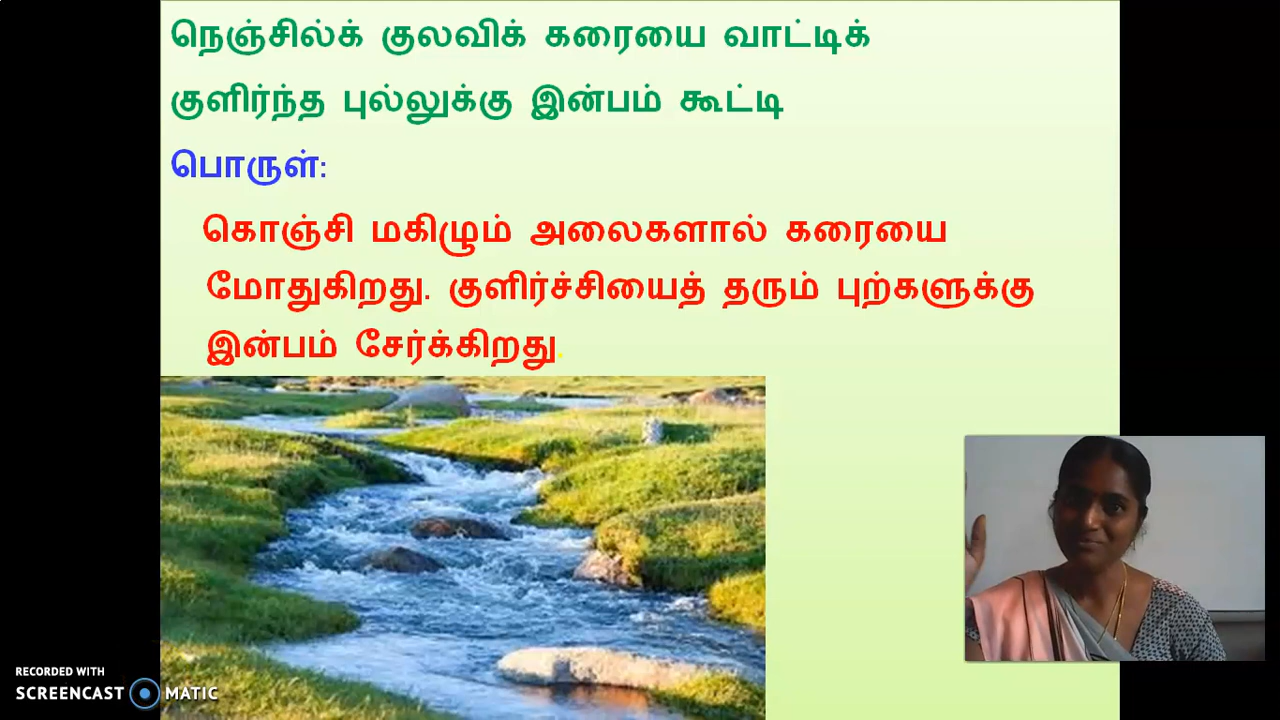 நெஞ்சில்க் குலவிக் கரையை வாட்டிக்
குளிர்ந்த புல்லுக்கு இன்பம் கூட்டி
பொருள்:
கொஞ்சி மகிழும் அலைகளால் கரையை
மோதுகிறது. குளிர்ச்சியைத் தரும் புற்களுக்கு
இன்பம் சேர்க்கிறது.
RECORDED WITH
SCREENCAST MATIC